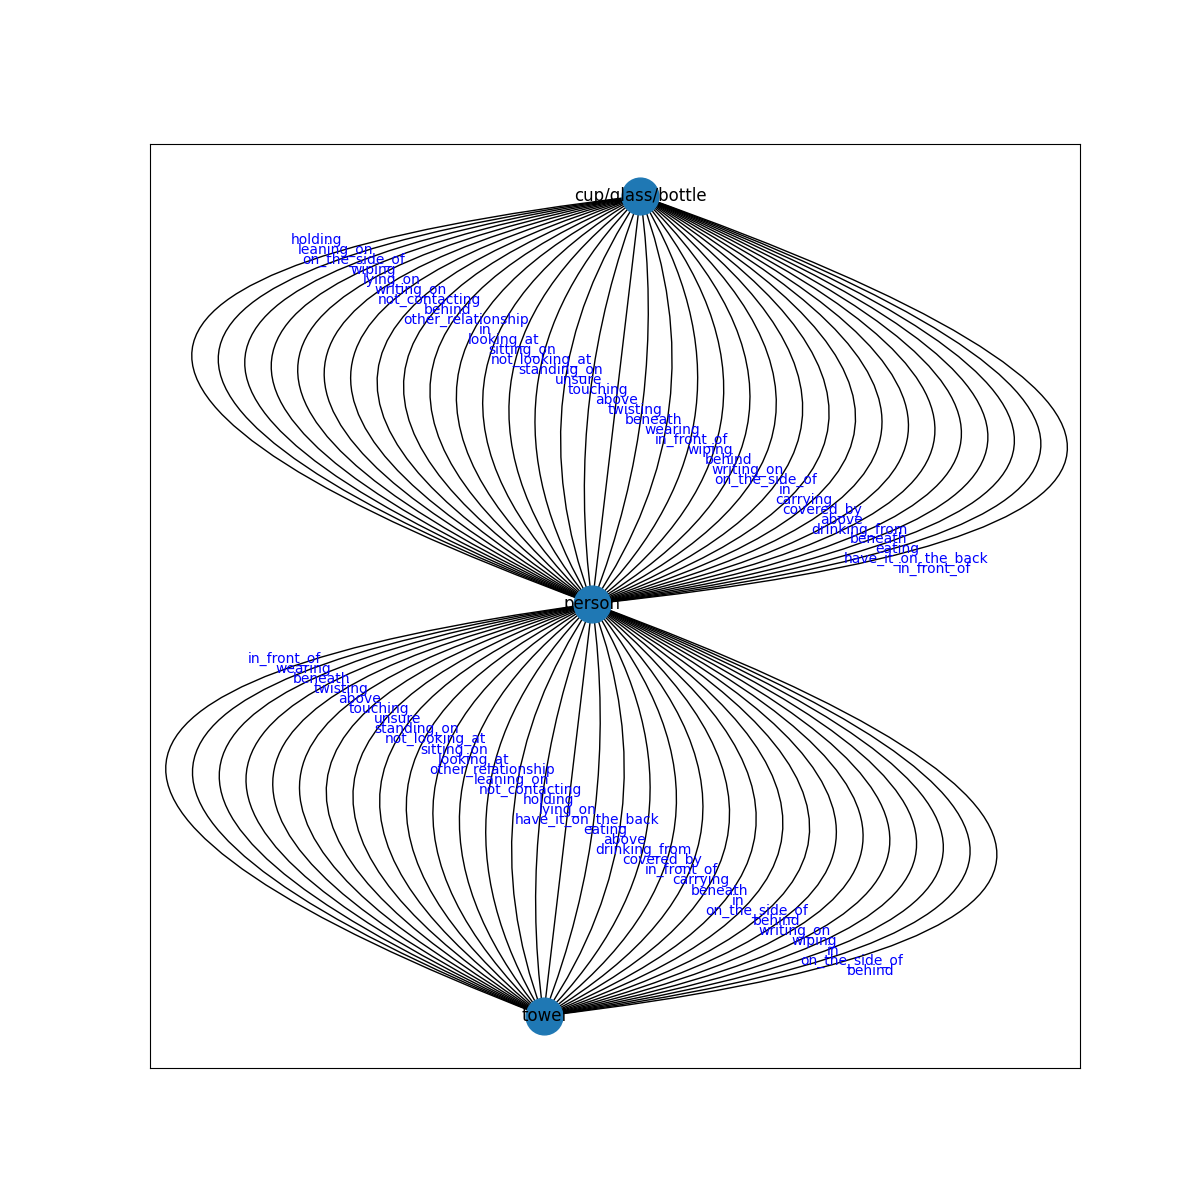 cup/glass/bottle
holding
leaning_on
on_the_side_of
wiping
lying_on
writing_on
not_contacting
behind
other_relationship
in
looking_at
sitting_on
not_looking_at
standing_on
unsure
touching
above
twisting
beneath
wearing
in_front_of
wiping
behind
writing_on
on_the_side_of
in
carrying
covered_by
above
drinking_from
beneath
eating
have_it_on_the_back
in_front_of
person
in_front_of
wearing
beneath
twisting
above
touching
unsure
standing_on
not_looking_at
sitting_on
looking_at
other_relationship
leaning_on
not_contacting
holding
lying_on
have_it_on_the_back
eating
above
drinking_from
covered_by
in_front_of
carrying
beneath
in
on_the_side_of
behind
writing_on
wiping
in
on_the_side_of
behind
towel